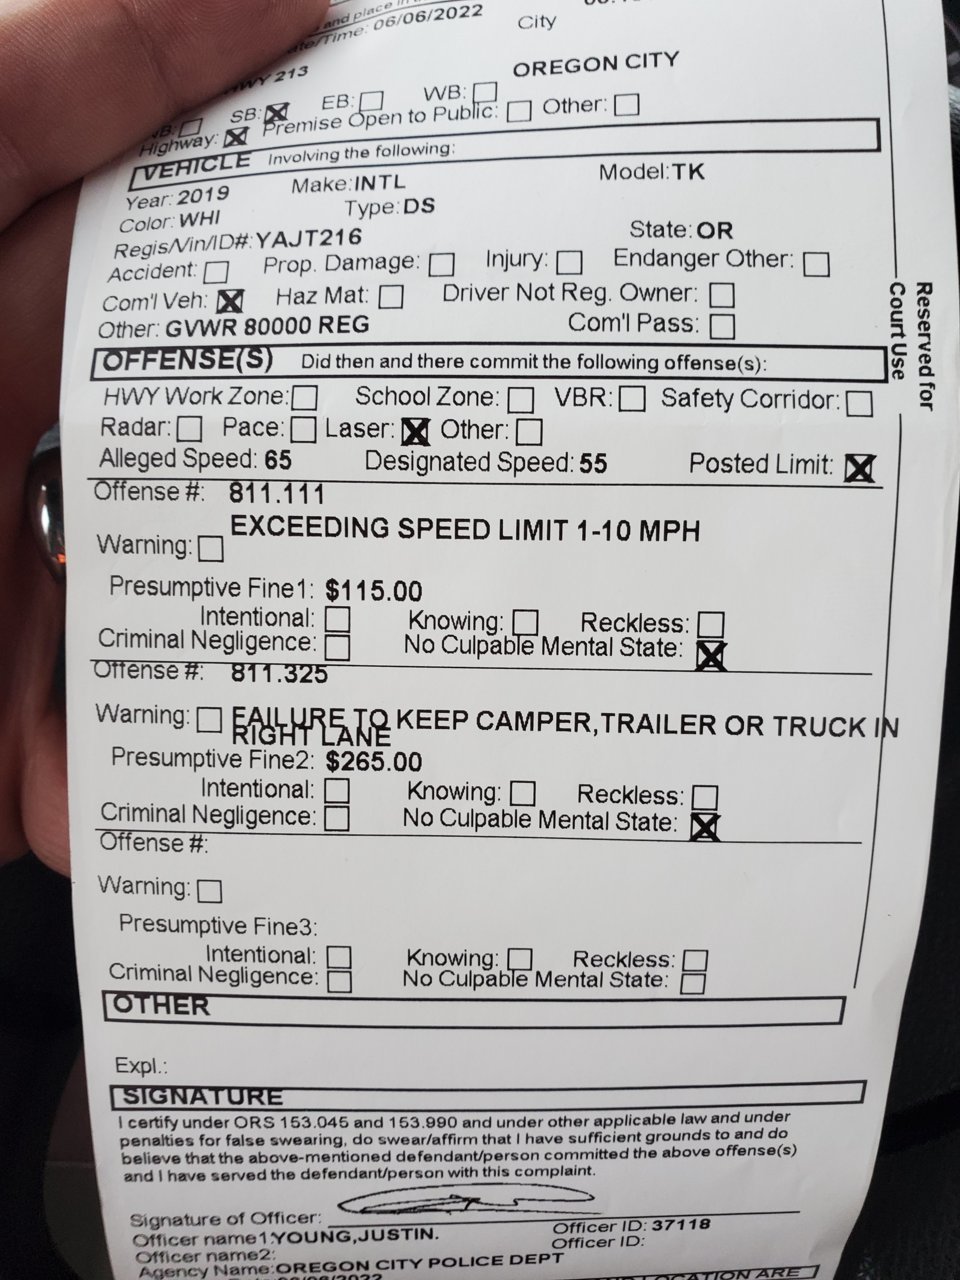 and place in
Date/Time: 06/06/2022
City
HWY 213
OREGON CITY
NB: SB: EB: WB:
Highway: Premise Open to Public: Other:
VEHICLE Involving the following:
Year: 2019 Make: INTL Model: TK
Color: WHI Type: DS
Regis/Vin/ID#: YAJT216 State: OR
Accident: Prop. Damage: Injury: Endanger Other:
Com'l Veh: Haz Mat: Driver Not Reg. Owner:
Other: GVWR 80000 REG Com'l Pass:
Reserved for
Court Use
OFFENSE(S) Did then and there commit the following offense(s):
HWY Work Zone: School Zone: VBR: Safety Corridor:
Radar: Pace: Laser: Other:
Alleged Speed: 65 Designated Speed: 55 Posted Limit:
Offense #: 811.111
EXCEEDING SPEED LIMIT 1-10 MPH
Warning:
Presumptive Fine1: $115.00
Intentional: Knowing: Reckless:
Criminal Negligence: No Culpable Mental State:
Offense #: 811.325
Warning: FAILURE TO KEEP CAMPER,TRAILER OR TRUCK IN
RIGHT LANE
Presumptive Fine2: $265.00
Intentional: Knowing: Reckless:
Criminal Negligence: No Culpable Mental State:
Offense #:
Warning:
Presumptive Fine3:
Intentional: Knowing: Reckless:
Criminal Negligence: No Culpable Mental State:
OTHER
Expl.:
SIGNATURE
I certify under ORS 153.045 and 153.990 and under other applicable law and under
penalties for false swearing, do swear/affirm that I have sufficient grounds to and do
believe that the above-mentioned defendant/person committed the above offense(s)
and I have served the defendant/person with this complaint.
Signature of Officer:
Officer name1:YOUNG,JUSTIN. Officer ID: 37118
Officer name2: Officer ID:
Agency Name:OREGON CITY POLICE DEPT
06/06/2022
LOCATION ARE